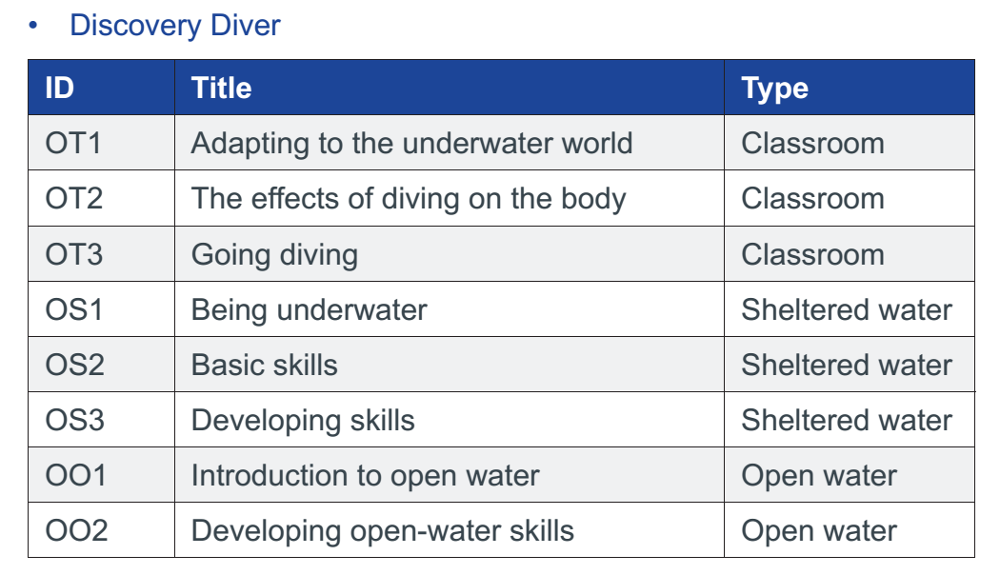 • Discovery Diver
ID Title Type
OT1 Adapting to the underwater world Classroom
OT2 The effects of diving on the body Classroom
OT3 Going diving Classroom
OS1 Being underwater Sheltered water
OS2 Basic skills Sheltered water
OS3 Developing skills Sheltered water
OO1 Introduction to open water Open water
OO2 Developing open-water skills Open water